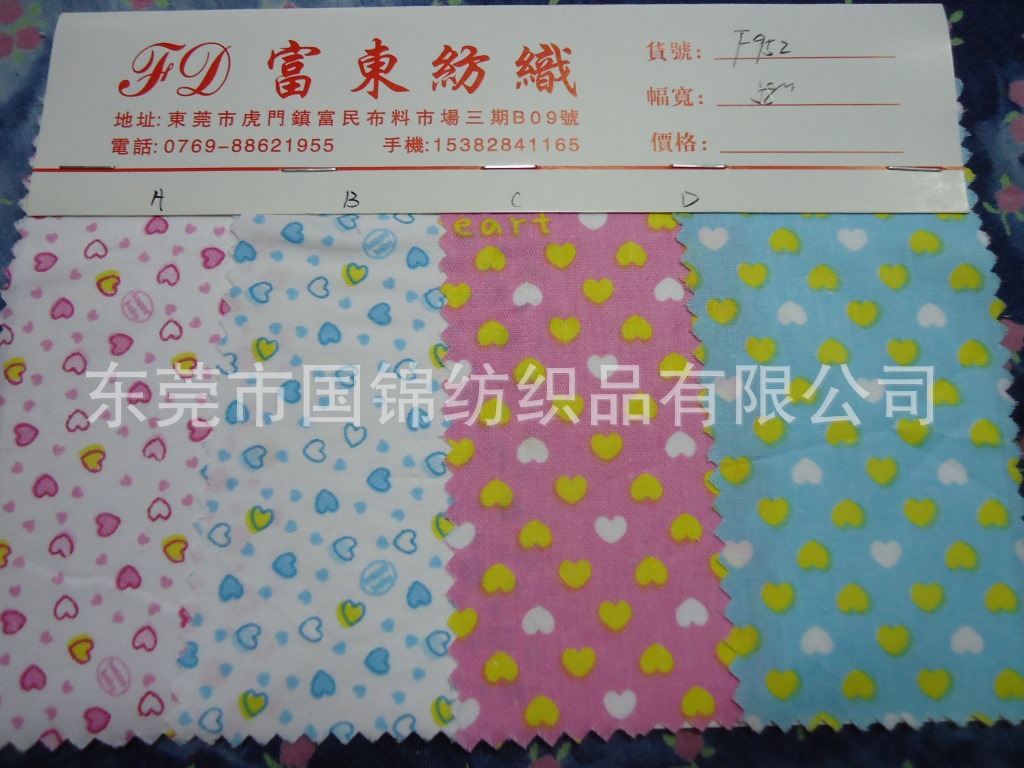 FD 富東紡織
地址:東莞市虎門鎮富民布料市場三期B09號
電話:0769-88621955 手機:15382841165
貨號: F952
幅寬:
價格:
A B C D
eart
东莞市国锦纺织品有限公司